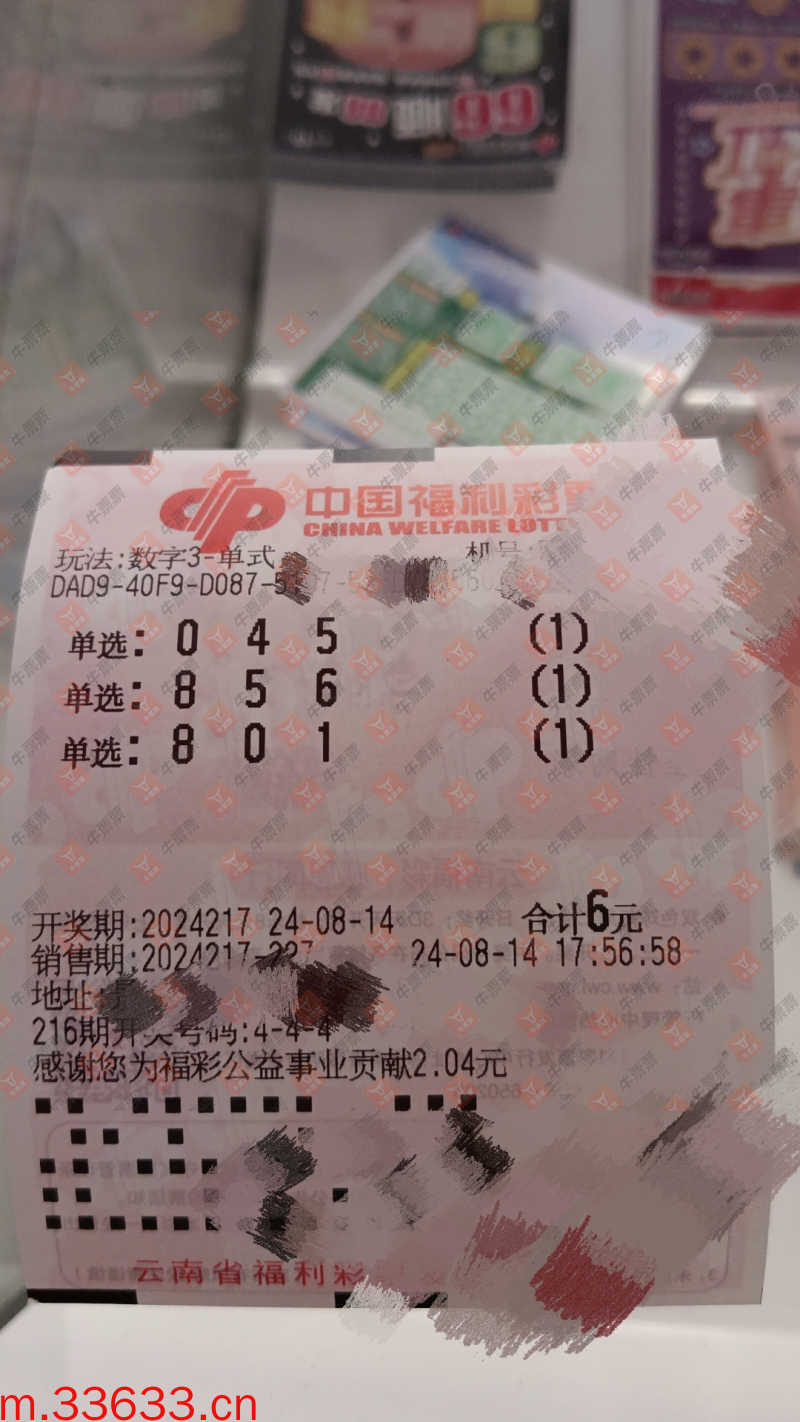 中国福利彩
CHINA WELFARE LOTT
玩法:数字3-单式
机号:
DAD9-40F9-D087-
单选: 0 4 5 (1)
单选: 8 5 6 (1)
单选: 8 0 1 (1)
开奖期:2024217 24-08-14 合计6元
销售期:2024217-227 24-08-14 17:56:58
地址:
216期开奖号码:4-4-4
感谢您为福彩公益事业贡献2.04元
云南省福利彩
牛票票
m.33633.cn